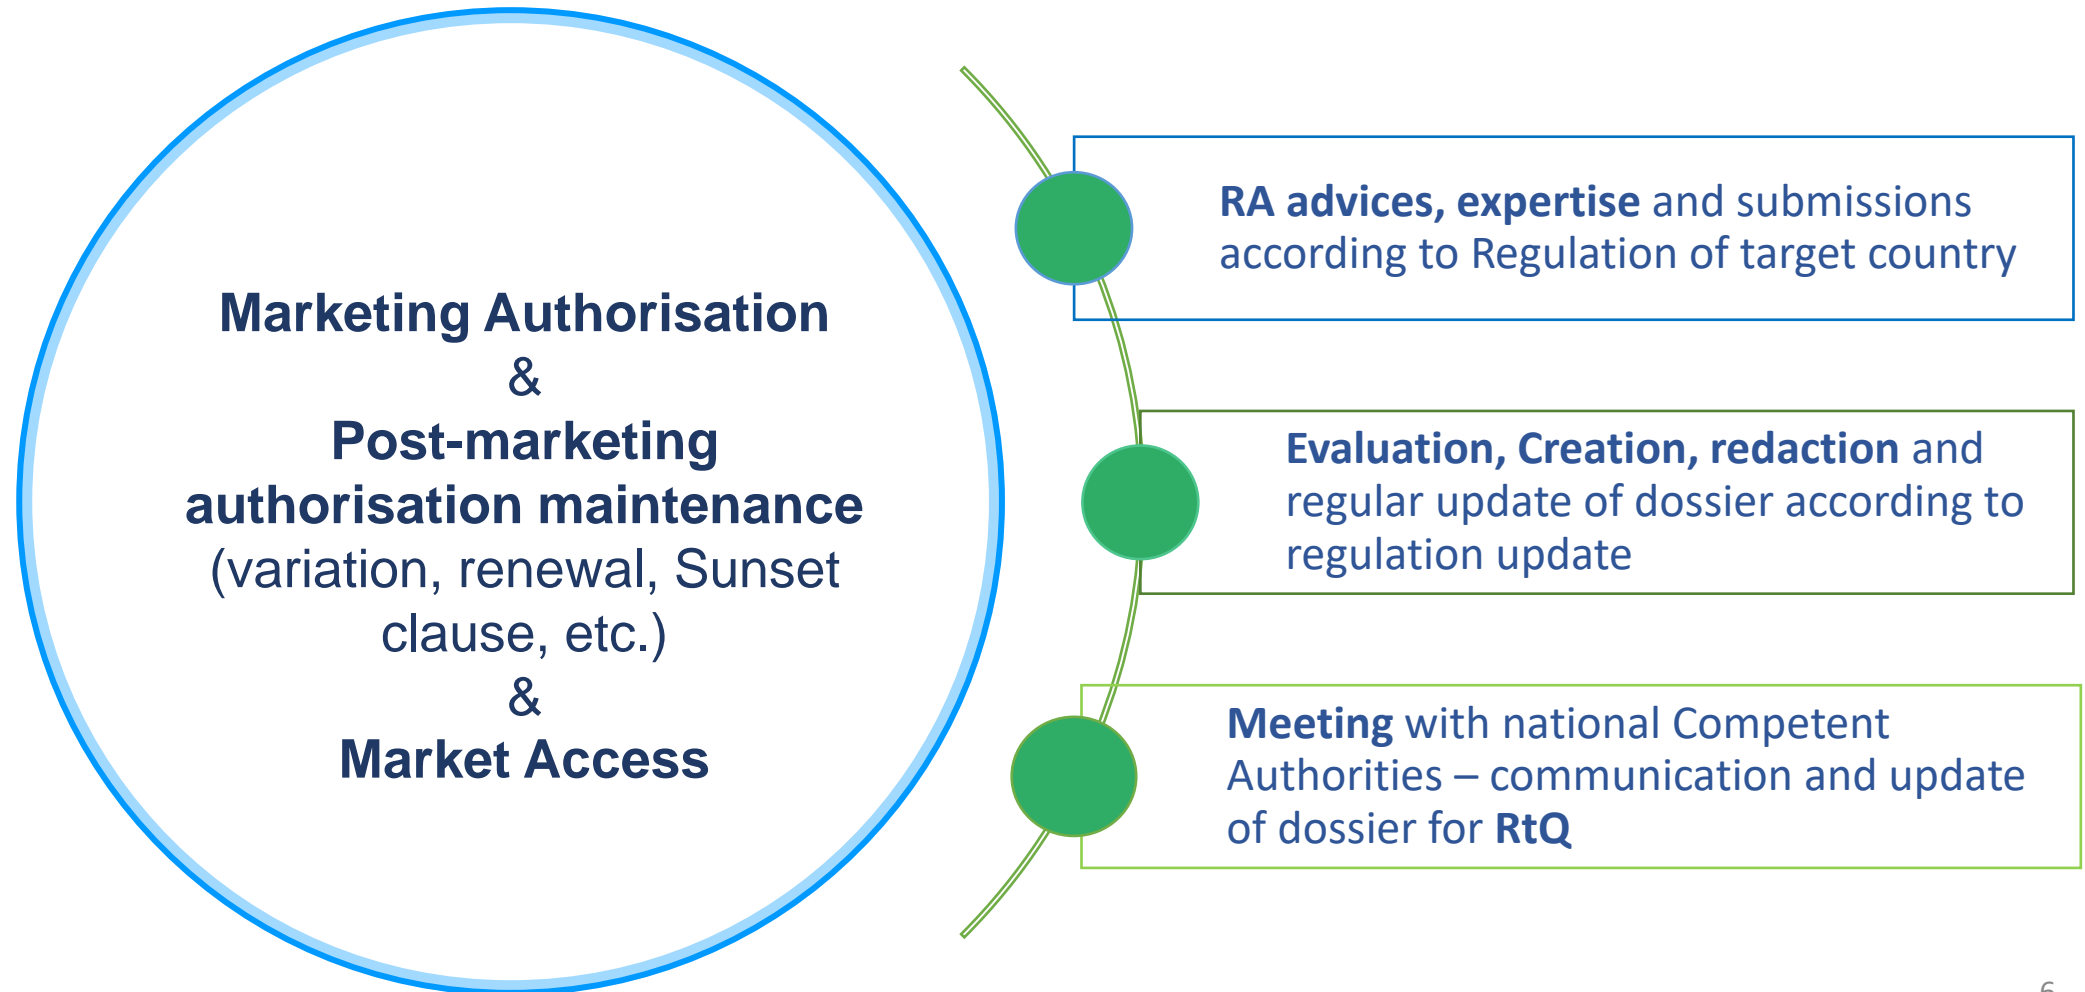 Marketing Authorisation
&
Post-marketing
authorisation maintenance
(variation, renewal, Sunset
clause, etc.)
&
Market Access
RA advices, expertise and submissions
according to Regulation of target country
Evaluation, Creation, redaction and
regular update of dossier according to
regulation update
Meeting with national Competent
Authorities – communication and update
of dossier for RtQ
6